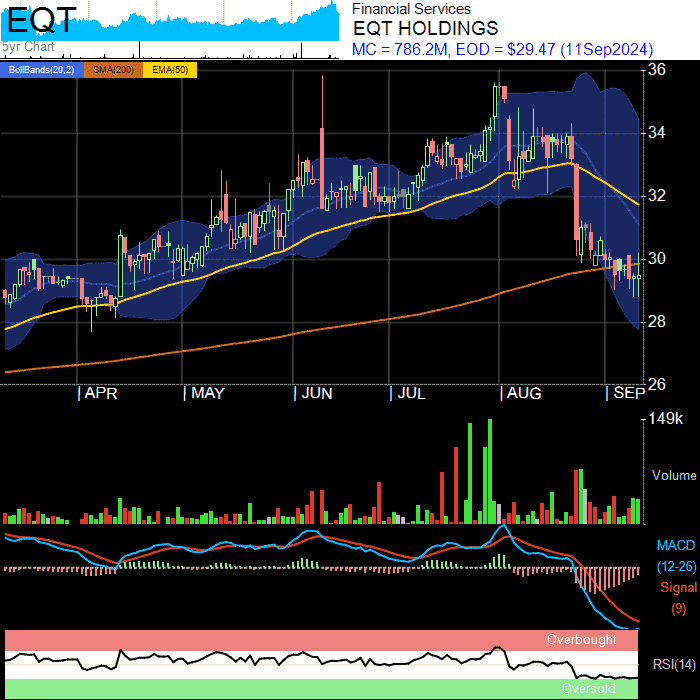 EQT
5yr Chart
Financial Services
EQT HOLDINGS
MC = 786.2M, EOD = $29.47 (11Sep2024)
BollBands(20,2) SMA(200) EMA(50)
36
34
32
30
28
26
APR MAY JUN JUL AUG SEP
149k
Volume
MACD
(12-26)
Signal
(9)
Overbought
RSI(14)
Oversold